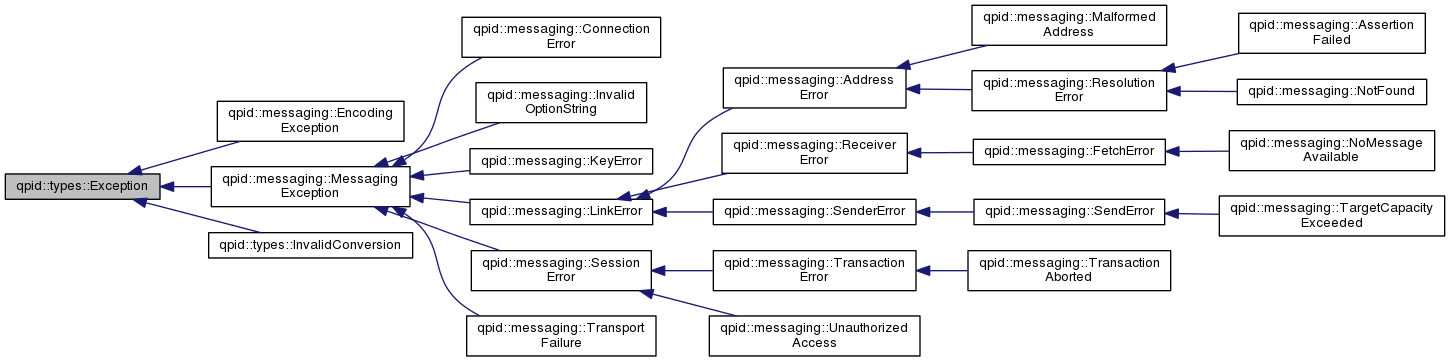 qpid::types::Exception
qpid::messaging::Encoding
Exception
qpid::messaging::Messaging
Exception
qpid::types::InvalidConversion
qpid::messaging::Connection
Error
qpid::messaging::Invalid
OptionString
qpid::messaging::KeyError
qpid::messaging::LinkError
qpid::messaging::Session
Error
qpid::messaging::Transport
Failure
qpid::messaging::Address
Error
qpid::messaging::Receiver
Error
qpid::messaging::SenderError
qpid::messaging::Transaction
Error
qpid::messaging::Unauthorized
Access
qpid::messaging::Malformed
Address
qpid::messaging::Resolution
Error
qpid::messaging::FetchError
qpid::messaging::SendError
qpid::messaging::Transaction
Aborted
qpid::messaging::Assertion
Failed
qpid::messaging::NotFound
qpid::messaging::NoMessage
Available
qpid::messaging::TargetCapacity
Exceeded